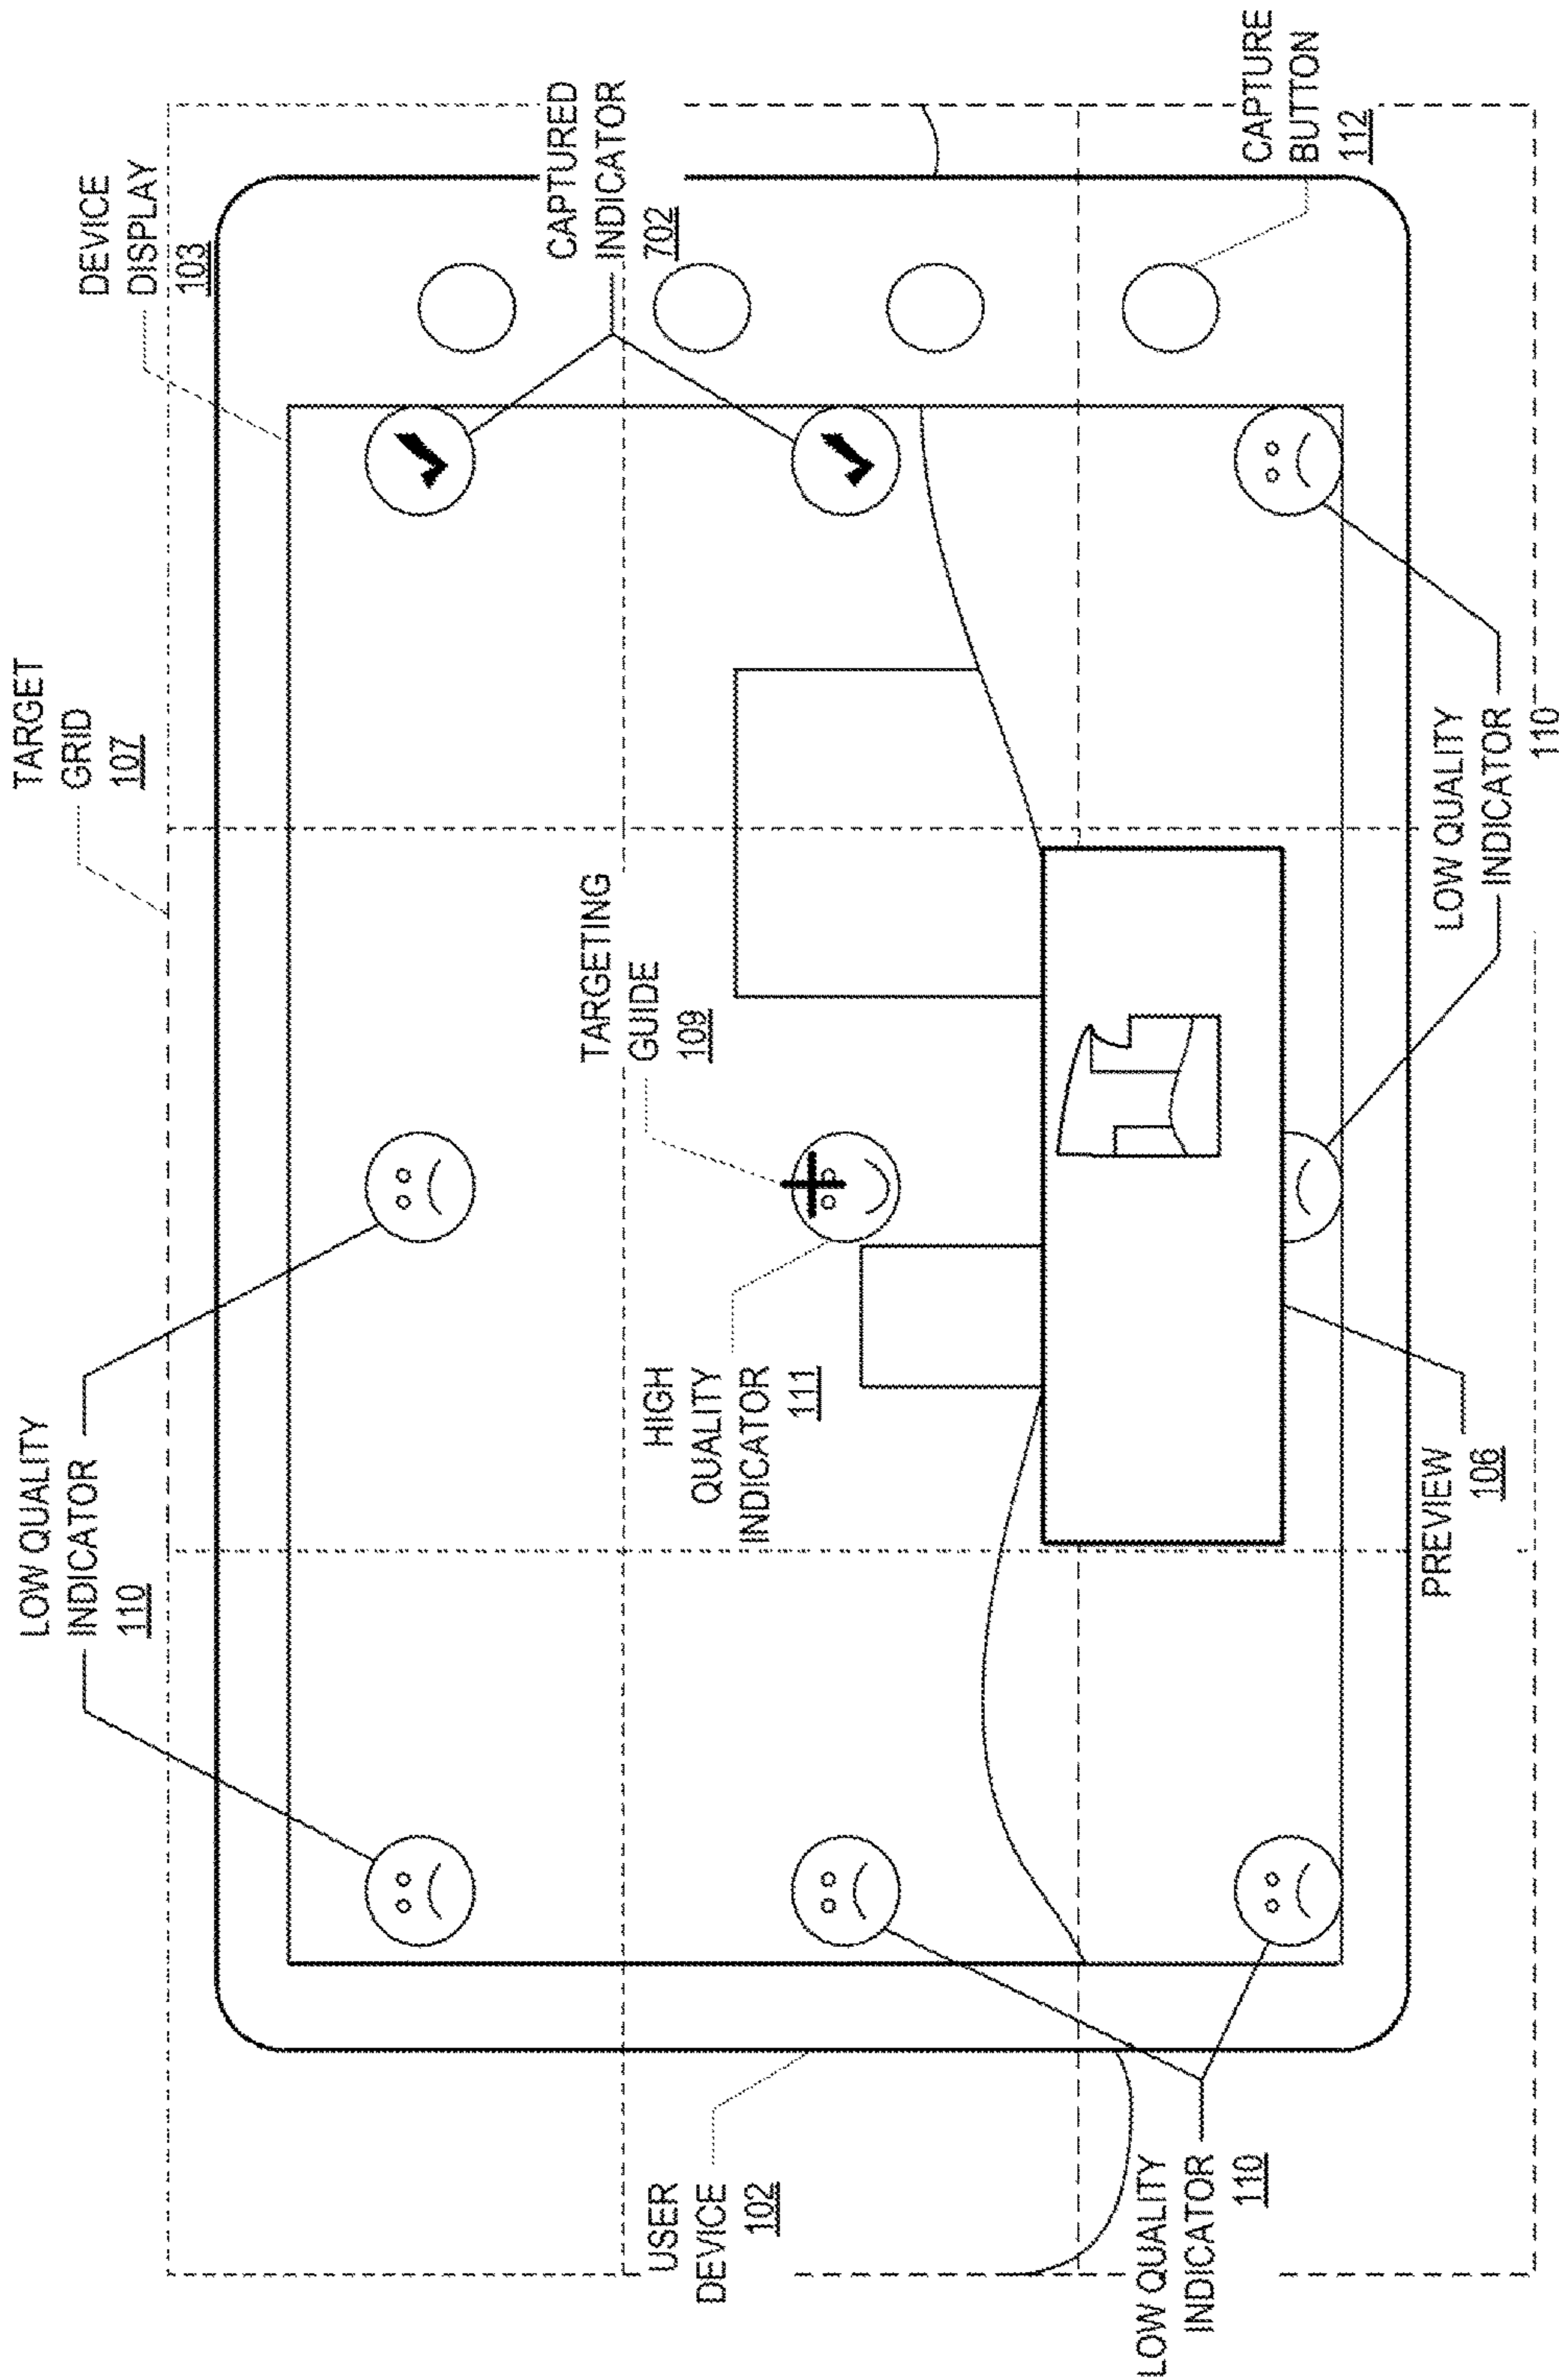 TARGET
GRID
107
DEVICE
DISPLAY
103
LOW QUALITY
INDICATOR
110
CAPTURED
INDICATOR
702
TARGETING
GUIDE
109
HIGH
QUALITY
INDICATOR
111
USER
DEVICE
102
CAPTURE
BUTTON
112
LOW QUALITY
INDICATOR
110
PREVIEW
106
LOW QUALITY
INDICATOR
110